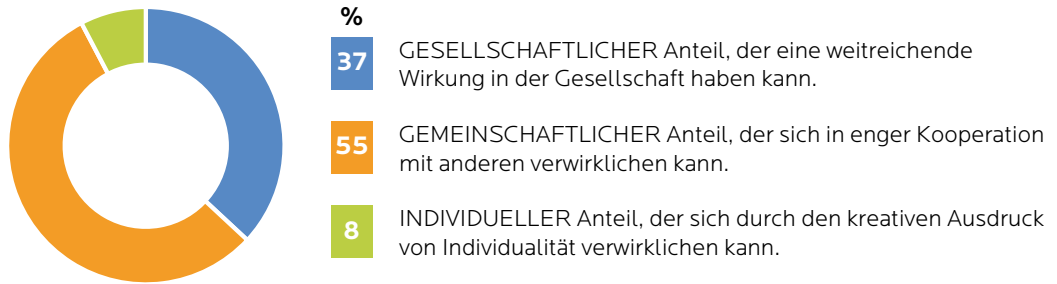 %
37
GESELLSCHAFTLICHER Anteil, der eine weitreichende
Wirkung in der Gesellschaft haben kann.
55
GEMEINSCHAFTLICHER Anteil, der sich in enger Kooperation
mit anderen verwirklichen kann.
8
INDIVIDUELLER Anteil, der sich durch den kreativen Ausdruck
von Individualität verwirklichen kann.